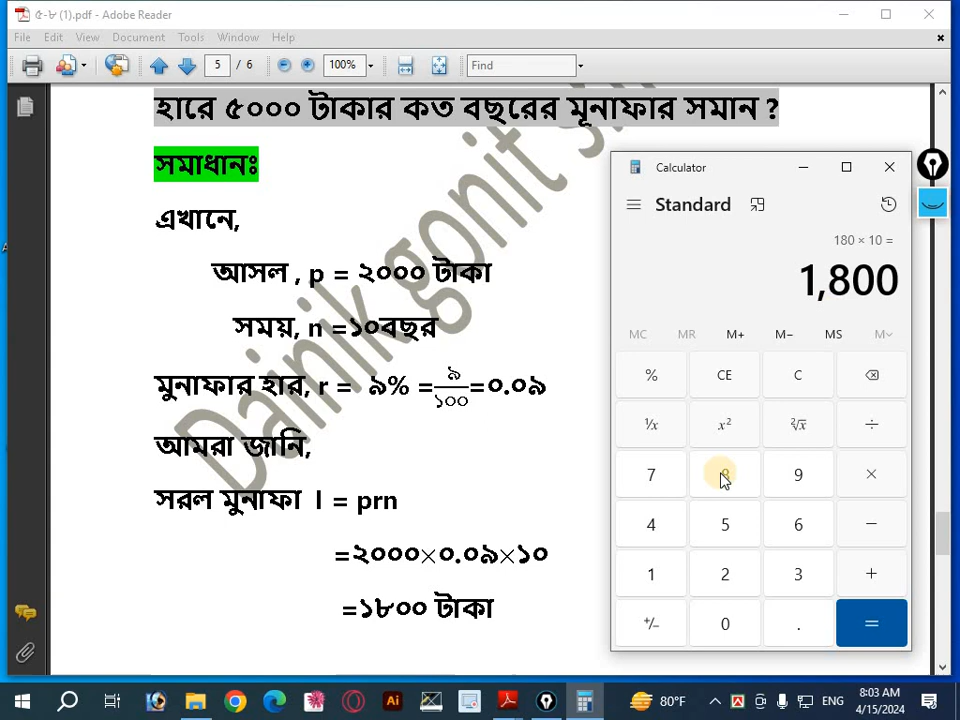 ৫-৮ (1).pdf - Adobe Reader
File Edit View Document Tools Window Help
5 / 6 100% Find
হারে ৫০০০ টাকার কত বছরের মূনাফার সমান ?
সমাধানঃ
এখানে,
আসল , p = ২০০০ টাকা
সময়, n =১০বছর
মুনাফার হার, r = ৯% =৯/১০০=০.০৯
আমরা জানি,
সরল মুনাফা I = prn
=২০০০×০.০৯×১০
=১৮০০ টাকা
Dainik gonit
Calculator
Standard
180 × 10 =
1,800
MC MR M+ M− MS M˅
% CE C
¹/x x² ²√x ÷
7 8 9 ×
4 5 6 −
1 2 3 +
+/− 0 . =
80°F ENG 8:03 AM
4/15/2024